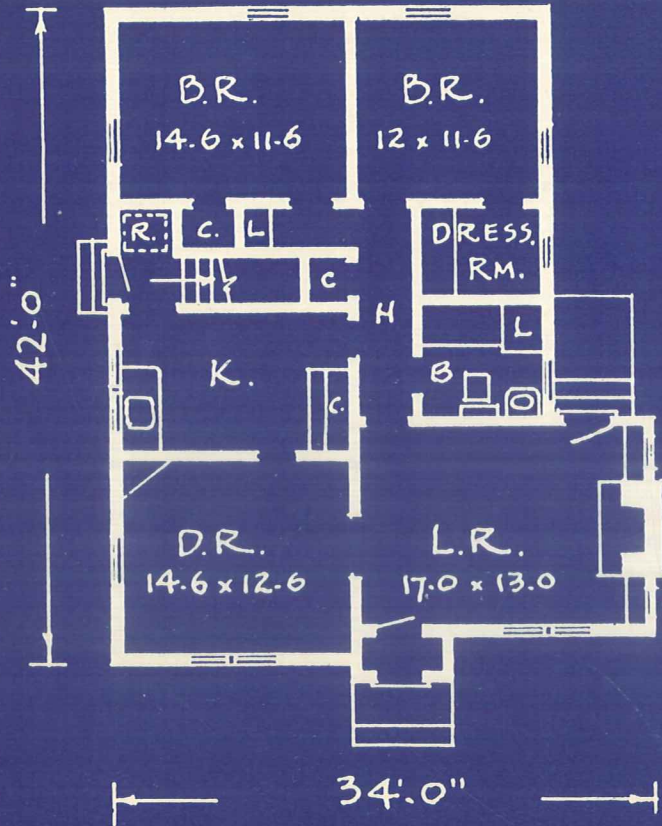 B.R.
14.6 x 11-6
B.R.
12 x 11-6
R.
C.
L
DRESS.
RM.
C
H
L
K.
B
C.
42'.0"
D.R.
14.6 x 12-6
L.R.
17.0 x 13.0
34'.0"